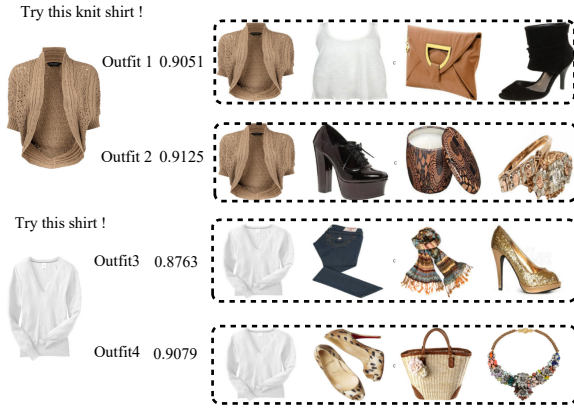 Try this knit shirt !
Outfit 1 0.9051
c
Outfit 2 0.9125
c
Try this shirt !
Outfit3 0.8763
c
Outfit4 0.9079
c